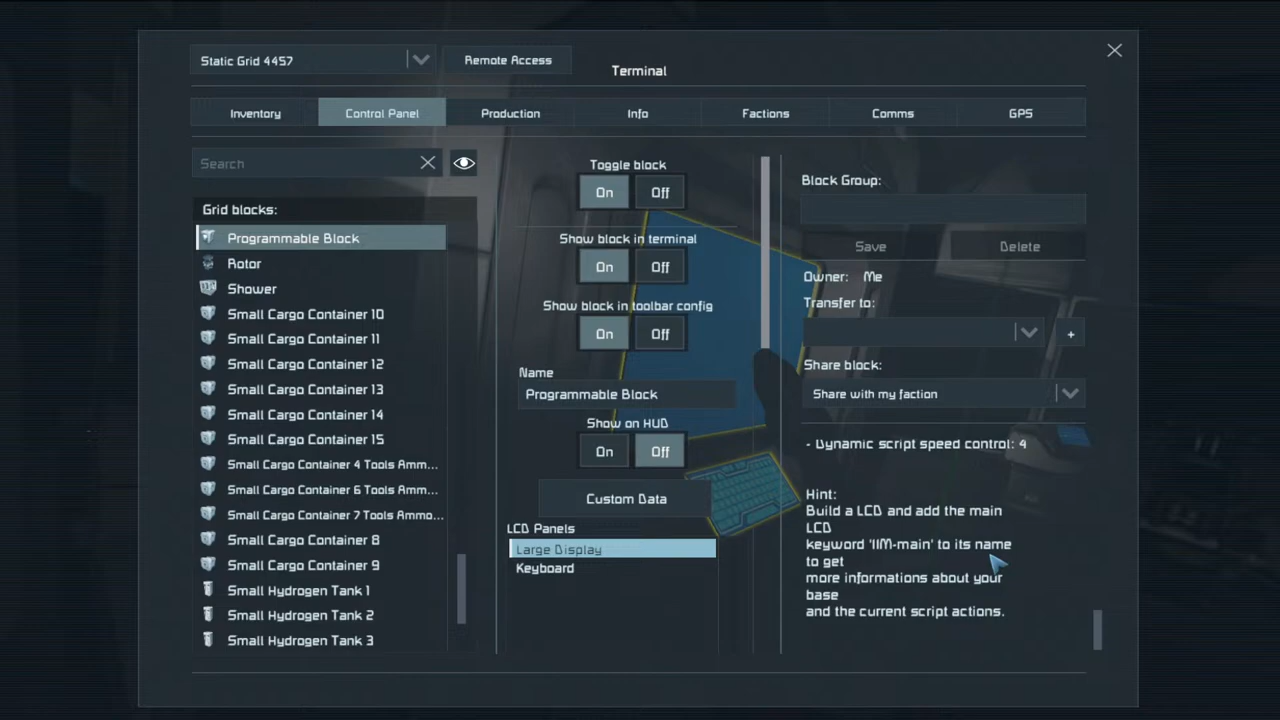 Static Grid 4457
Remote Access
Terminal
Inventory
Control Panel
Production
Info
Factions
Comms
GPS
Search
Grid blocks:
Programmable Block
Rotor
Shower
Small Cargo Container 10
Small Cargo Container 11
Small Cargo Container 12
Small Cargo Container 13
Small Cargo Container 14
Small Cargo Container 15
Small Cargo Container 4 Tools Ammo...
Small Cargo Container 6 Tools Ammo...
Small Cargo Container 7 Tools Ammo...
Small Cargo Container 8
Small Cargo Container 9
Small Hydrogen Tank 1
Small Hydrogen Tank 2
Small Hydrogen Tank 3
Toggle block
On Off
Show block in terminal
On Off
Show block in toolbar config
On Off
Name
Programmable Block
Show on HUD
On Off
Custom Data
LCD Panels
Large Display
Keyboard
Block Group:
Save
Delete
Owner: Me
Transfer to:
+
Share block:
Share with my faction
- Dynamic script speed control: 4
Hint:
Build a LCD and add the main
LCD
keyword 'IIM-main' to its name
to get
more informations about your
base
and the current script actions.